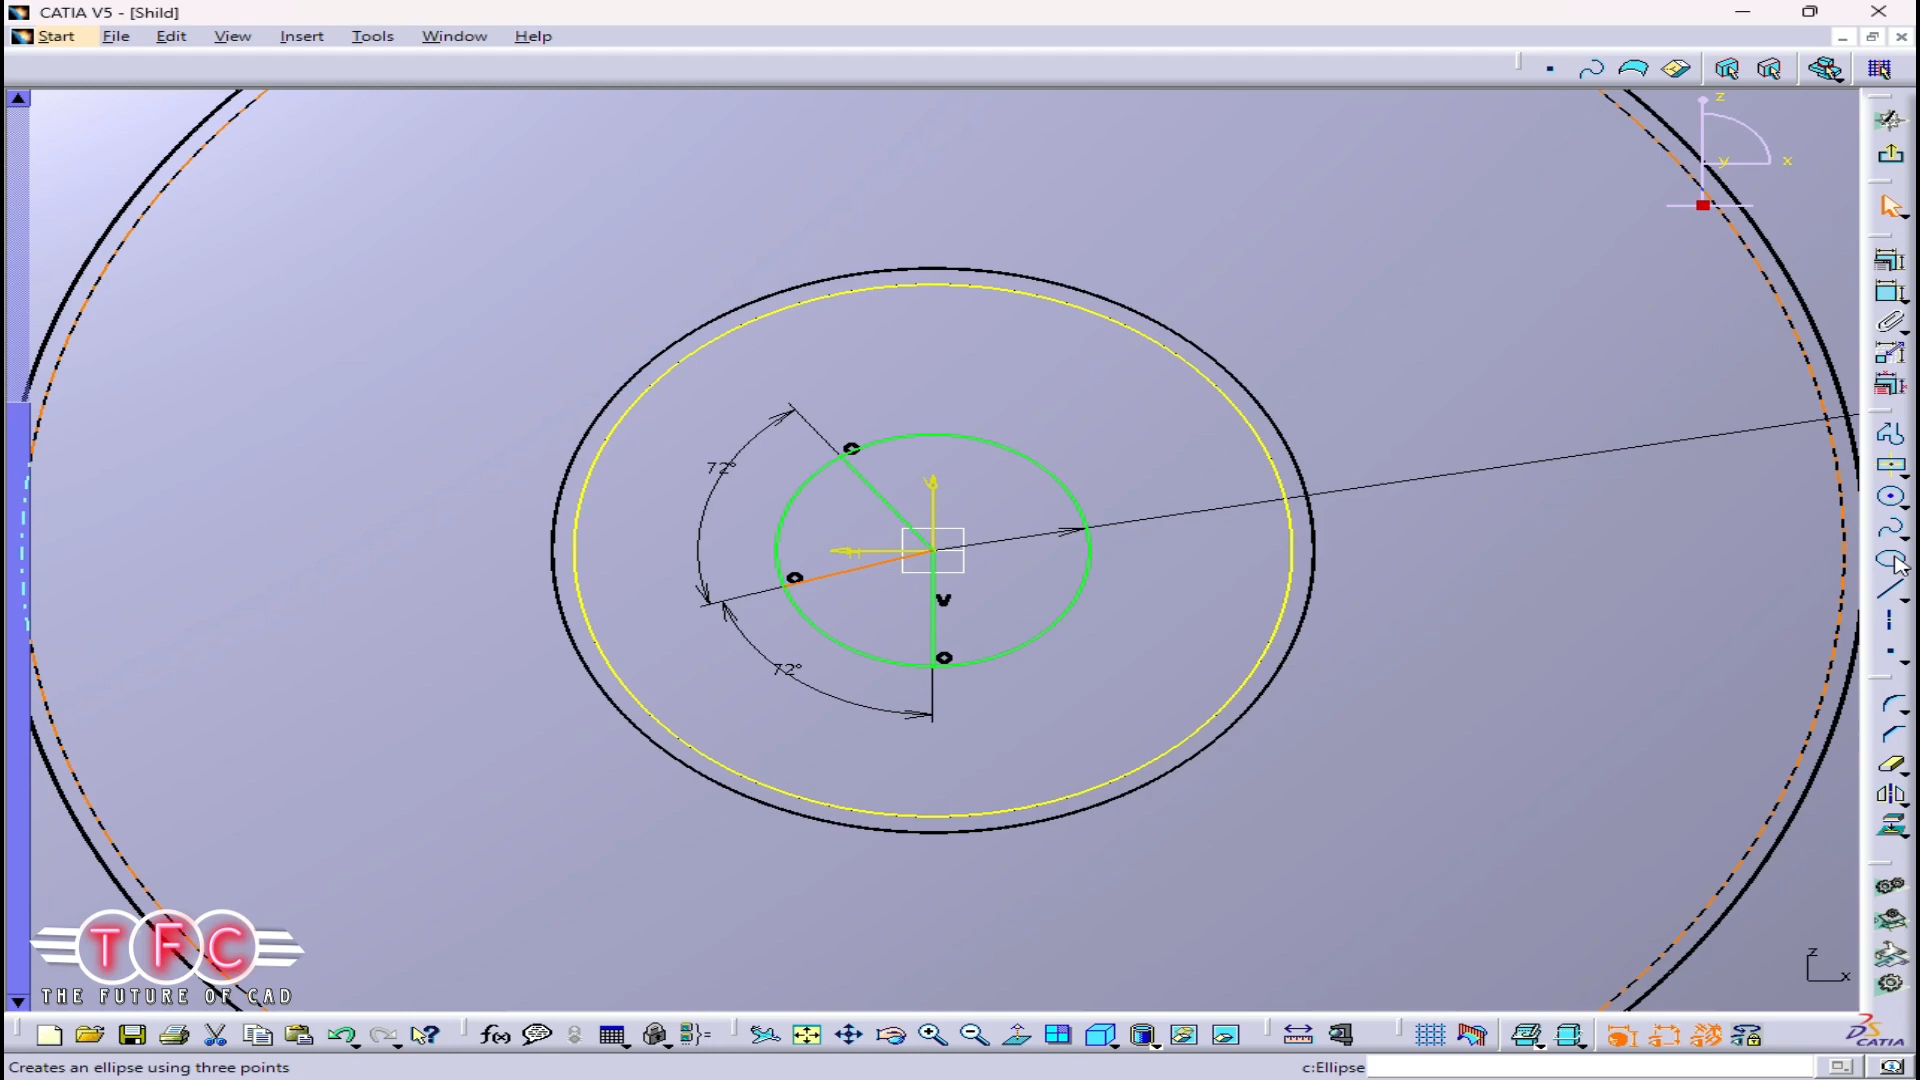 CATIA V5 - [Shild]
Start File Edit View Insert Tools Window Help
z
y x
72°
V
H
V
72°
z
x
TFC
THE FUTURE OF CAD
f(x)
CATIA
Creates an ellipse using three points
c:Ellipse